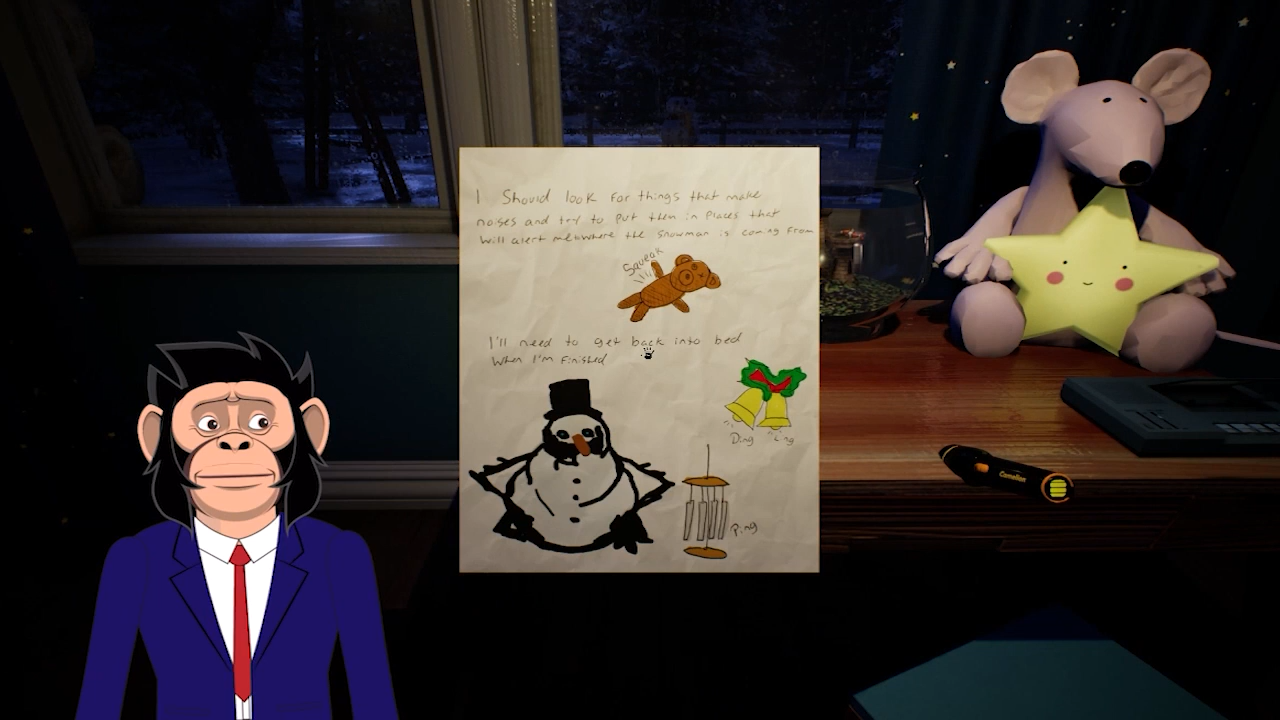 I Should look for things that make
noises and try to put them in places that
will alert me where the snowman is coming from
Squeak
I'll need to get back into bed
when I'm finished
Ding
Ping